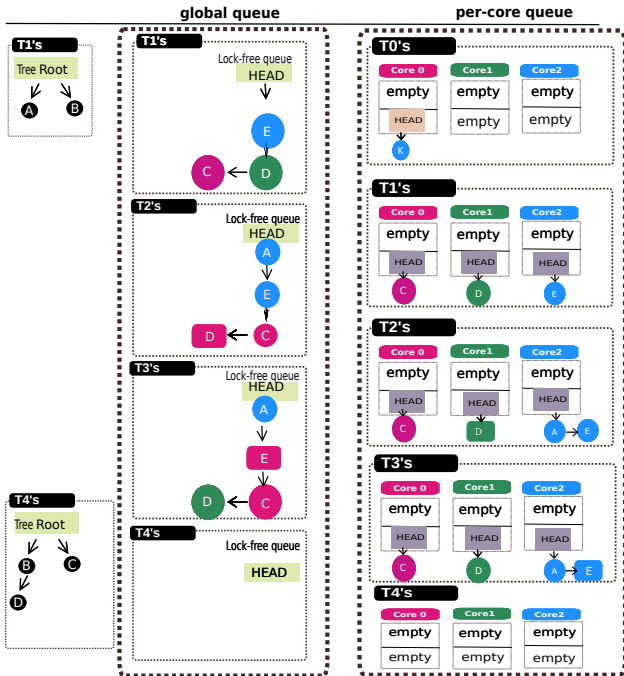 global queue
per-core queue
T1's
Tree Root
A
B
T4's
Tree Root
B
C
D
T1's
Lock-free queue
HEAD
E
C
D
T2's
Lock-free queue
HEAD
A
E
D
C
T3's
Lock-free queue
HEAD
A
E
D
C
T4's
Lock-free queue
HEAD
T0's
Core 0 Core1 Core2
empty empty empty
HEAD empty empty
K
T1's
Core 0 Core1 Core2
empty empty empty
HEAD HEAD HEAD
C D E
T2's
Core 0 Core1 Core2
empty empty empty
HEAD HEAD HEAD
C D A E
T3's
Core 0 Core1 Core2
empty empty empty
HEAD HEAD HEAD
C D A E
T4's
Core 0 Core1 Core2
empty empty empty
empty empty empty